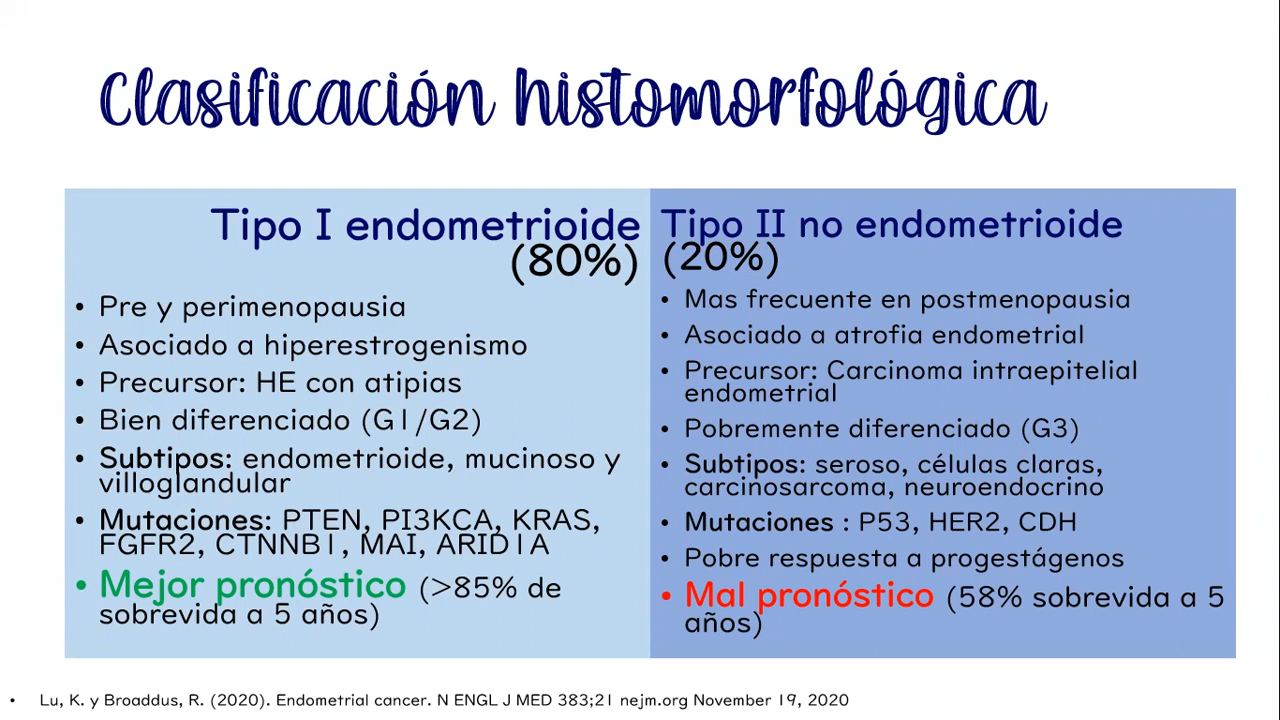 Clasificación histomorfológica
Tipo I endometrioide
(80%)
• Pre y perimenopausia
• Asociado a hiperestrogenismo
• Precursor: HE con atipias
• Bien diferenciado (G1/G2)
• Subtipos: endometrioide, mucinoso y
villoglandular
• Mutaciones: PTEN, PI3KCA, KRAS,
FGFR2, CTNNB1, MAI, ARID1A
• Mejor pronóstico (>85% de
sobrevida a 5 años)
Tipo II no endometrioide
(20%)
• Mas frecuente en postmenopausia
• Asociado a atrofia endometrial
• Precursor: Carcinoma intraepitelial
endometrial
• Pobremente diferenciado (G3)
• Subtipos: seroso, células claras,
carcinosarcoma, neuroendocrino
• Mutaciones : P53, HER2, CDH
• Pobre respuesta a progestágenos
• Mal pronóstico (58% sobrevida a 5
años)
• Lu, K. y Broaddus, R. (2020). Endometrial cancer. N ENGL J MED 383;21 nejm.org November 19, 2020